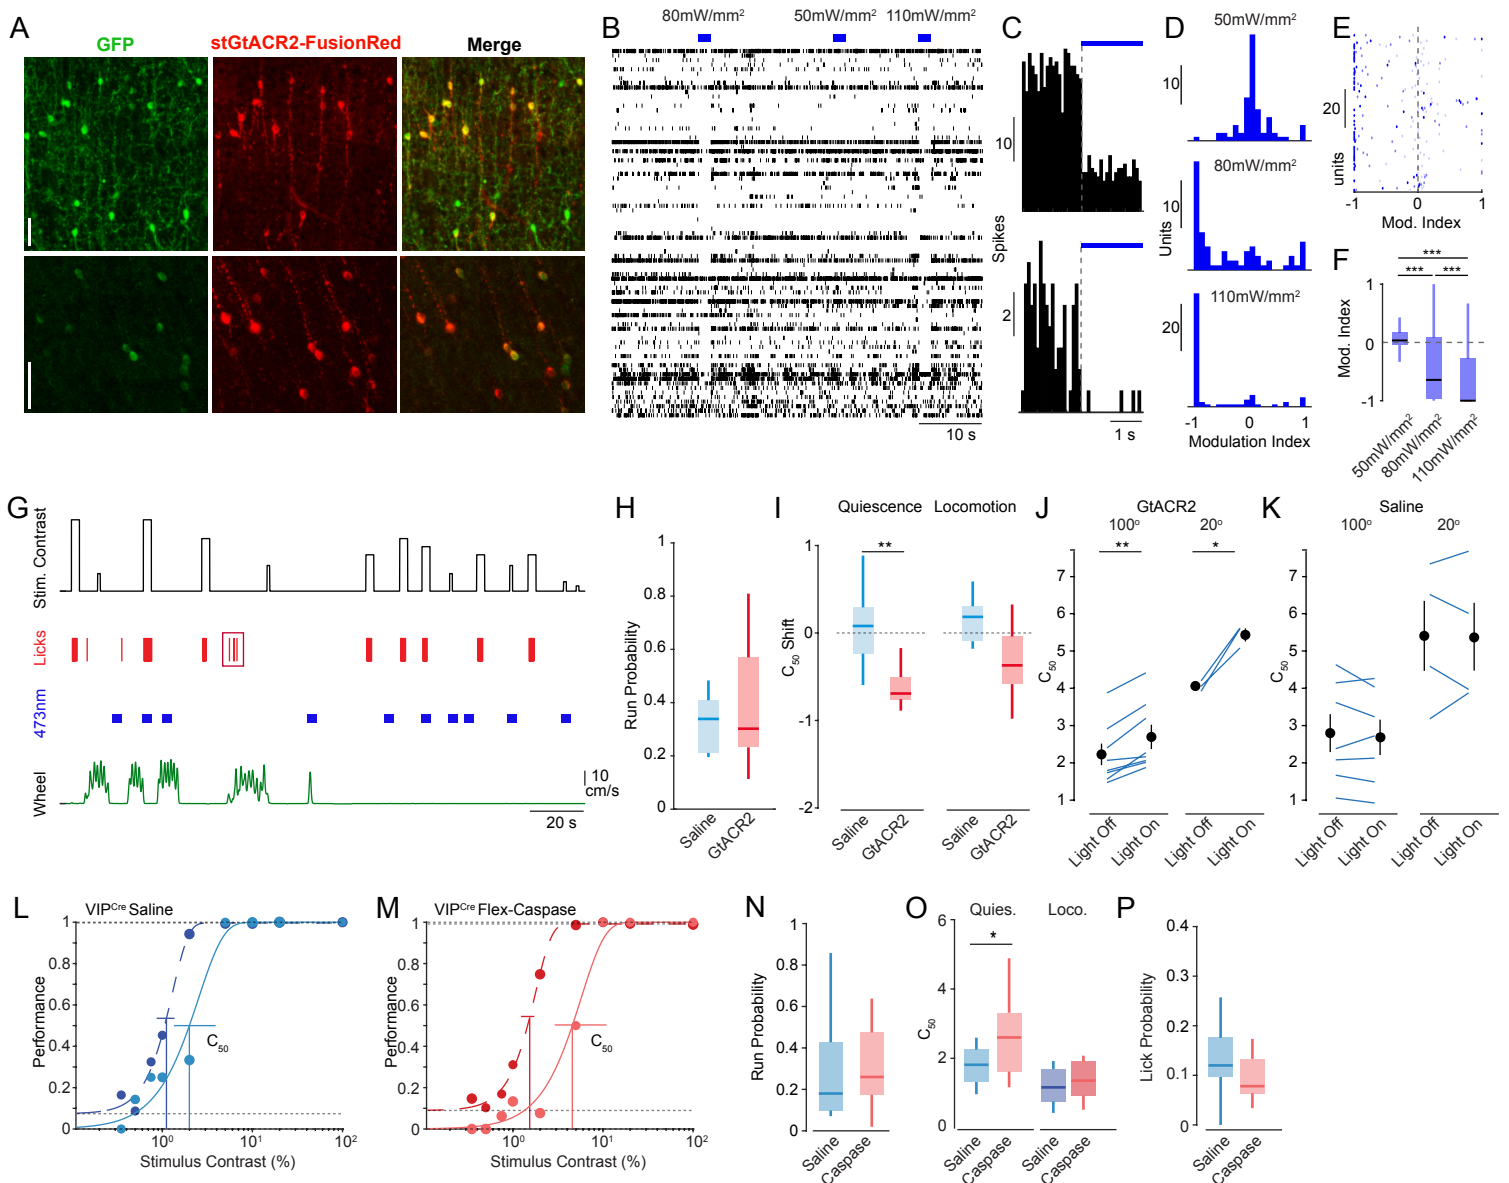 A
GFP
stGtACR2-FusionRed
Merge
B
80mW/mm²
50mW/mm²
110mW/mm²
10 s
C
Spikes
10
2
1 s
D
50mW/mm²
10
80mW/mm²
10
Units
110mW/mm²
20
-1
0
1
Modulation Index
E
20
units
-1
0
1
Mod. Index
F
***
***
***
1
0
-1
Mod. Index
50mW/mm²
80mW/mm²
110mW/mm²
G
Stim. Contrast
Licks
473nm
Wheel
10
cm/s
20 s
H
1
0.8
0.6
0.4
0.2
0
Run Probability
Saline
GtACR2
I
Quiescence
Locomotion
**
1
0
-1
-2
C₅₀ Shift
Saline
GtACR2
Saline
GtACR2
J
GtACR2
100°
20°
**
*
7
6
5
4
3
2
1
C₅₀
Light Off
Light On
Light Off
Light On
K
Saline
100°
20°
7
6
5
4
3
2
1
C₅₀
Light Off
Light On
Light Off
Light On
L
VIPCre Saline
1
0.8
0.6
0.4
0.2
0
Performance
C₅₀
10⁰
10¹
10²
Stimulus Contrast (%)
M
VIPCre Flex-Caspase
1
0.8
0.6
0.4
0.2
0
Performance
C₅₀
10⁰
10¹
10²
Stimulus Contrast (%)
N
1
0.8
0.6
0.4
0.2
0
Run Probability
Saline
Caspase
O
Quies.
Loco.
*
6
4
2
0
C₅₀
Saline
Caspase
Saline
Caspase
P
0.4
0.3
0.2
0.1
0
Lick Probability
Saline
Caspase